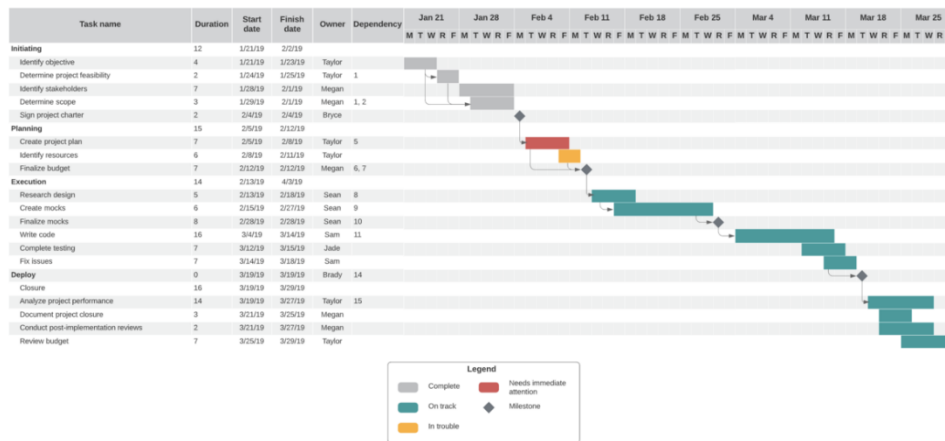 Task name Duration Start date Finish date Owner Dependency Jan 21 Jan 28 Feb 4 Feb 11 Feb 18 Feb 25 Mar 4 Mar 11 Mar 18 Mar 25
M T W R F M T W R F M T W R F M T W R F M T W R F M T W R F M T W R F M T W R F M T W R F M T W R
Initiating 12 1/21/19 2/2/19
Identify objective 4 1/21/19 1/23/19 Taylor
Determine project feasibility 2 1/24/19 1/25/19 Taylor 1
Identify stakeholders 7 1/28/19 2/1/19 Megan
Determine scope 3 1/29/19 2/1/19 Megan 1, 2
Sign project charter 2 2/4/19 2/4/19 Bryce
Planning 15 2/5/19 2/12/19
Create project plan 7 2/5/19 2/8/19 Taylor 5
Identify resources 6 2/8/19 2/11/19 Taylor
Finalize budget 7 2/12/19 2/12/19 Megan 6, 7
Execution 14 2/13/19 4/3/19
Research design 5 2/13/19 2/18/19 Sean 8
Create mocks 6 2/15/19 2/27/19 Sean 9
Finalize mocks 8 2/28/19 2/28/19 Sean 10
Write code 16 3/4/19 3/14/19 Sam 11
Complete testing 7 3/12/19 3/15/19 Jade
Fix issues 7 3/14/19 3/18/19 Sam
Deploy 0 3/19/19 3/19/19 Brady 14
Closure 16 3/19/19 3/29/19
Analyze project performance 14 3/19/19 3/27/19 Taylor 15
Document project closure 3 3/21/19 3/25/19 Megan
Conduct post-implementation reviews 2 3/21/19 3/27/19 Megan
Review budget 7 3/25/19 3/29/19 Taylor
Legend
Complete Needs immediate attention
On track Milestone
In trouble